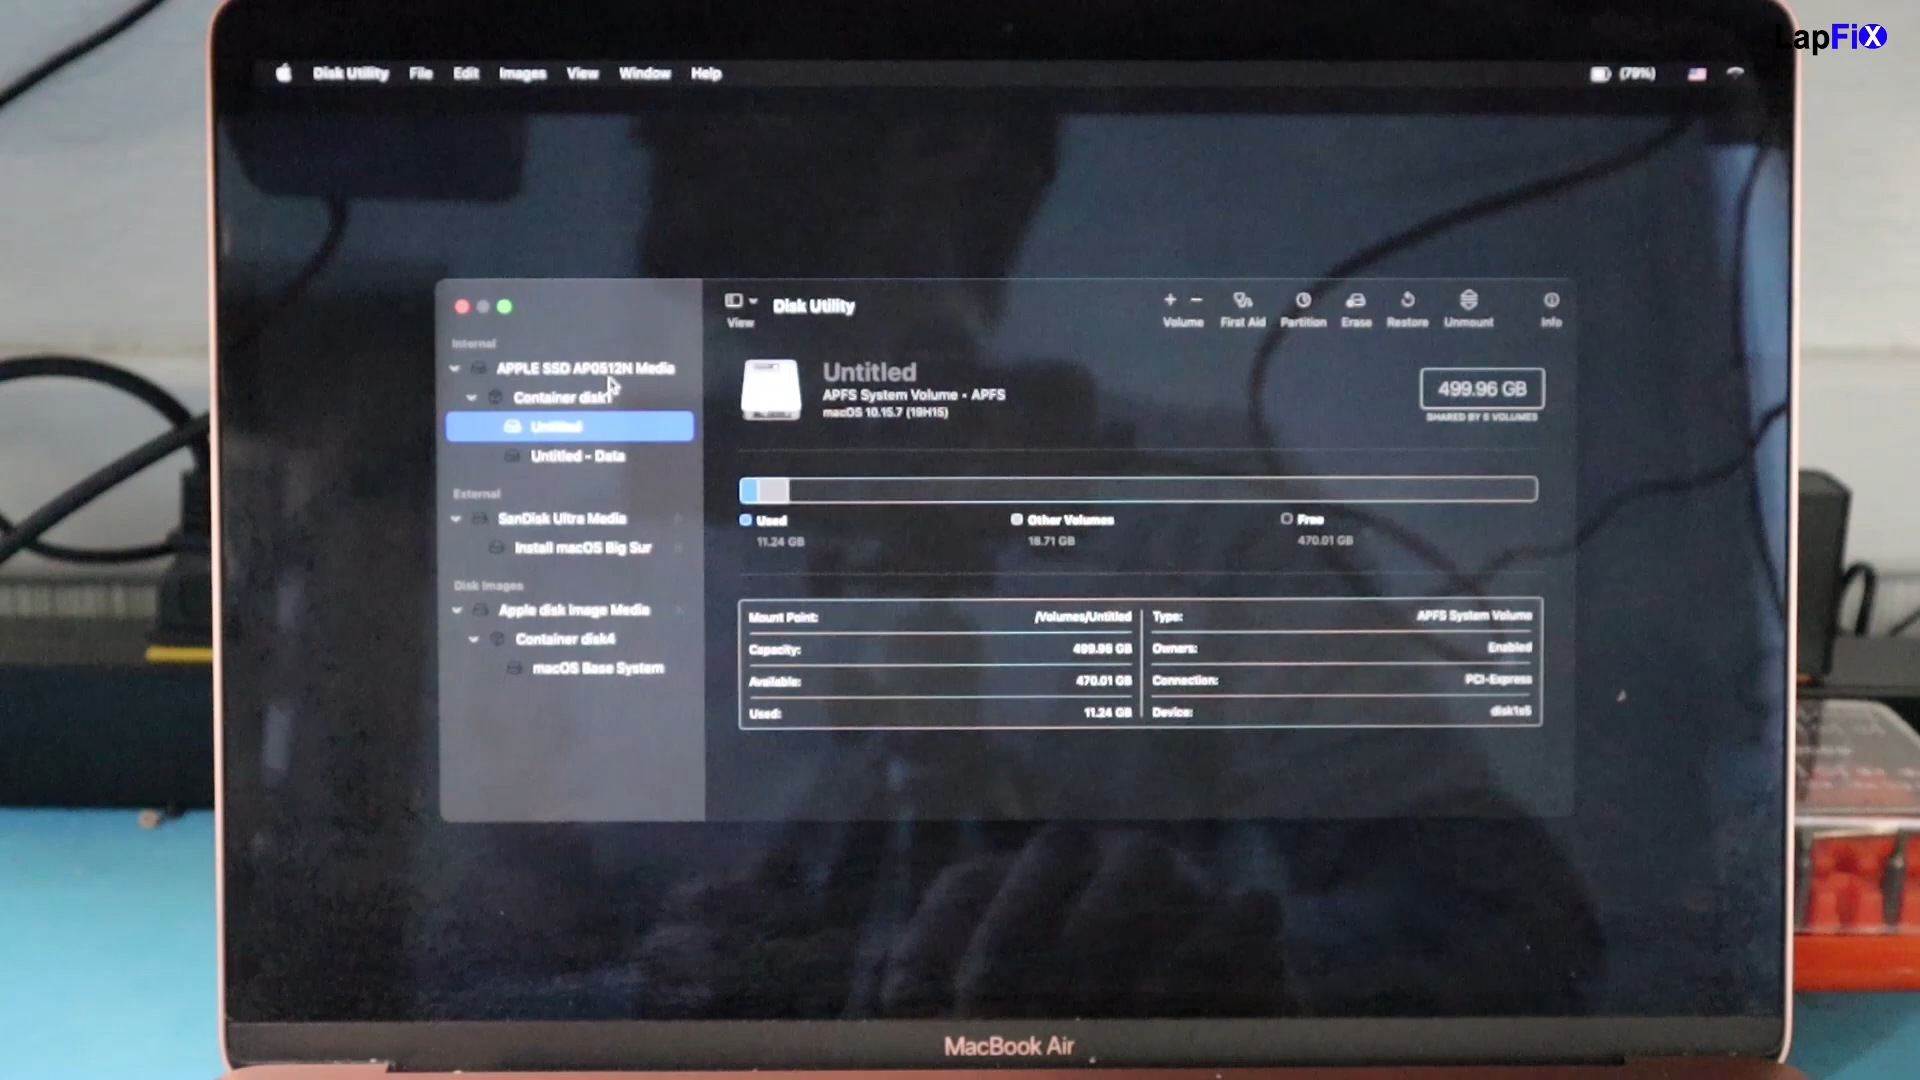 LapFiX
Disk Utility File Edit Images View Window Help (79%)
View Disk Utility Volume First Aid Partition Erase Restore Unmount Info
Internal
APPLE SSD AP0512N Media
Container disk1
Untitled
Untitled - Data
External
SanDisk Ultra Media
Install macOS Big Sur
Disk Images
Apple disk image Media
Container disk4
macOS Base System
Untitled
APFS System Volume • APFS
macOS 10.15.7 (19H15)
499.96 GB
SHARED BY 5 VOLUMES
Used
11.24 GB
Other Volumes
18.71 GB
Free
470.01 GB
Mount Point: /Volumes/Untitled
Capacity: 499.96 GB
Available: 470.01 GB
Used: 11.24 GB
Type: APFS System Volume
Owners: Enabled
Connection: PCI-Express
Device: disk1s5
MacBook Air